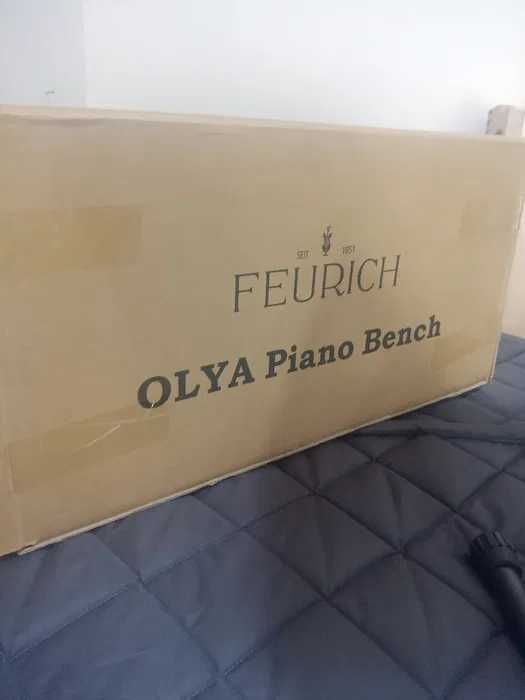 SEIT 1851
FEURICH
OLYA Piano Bench